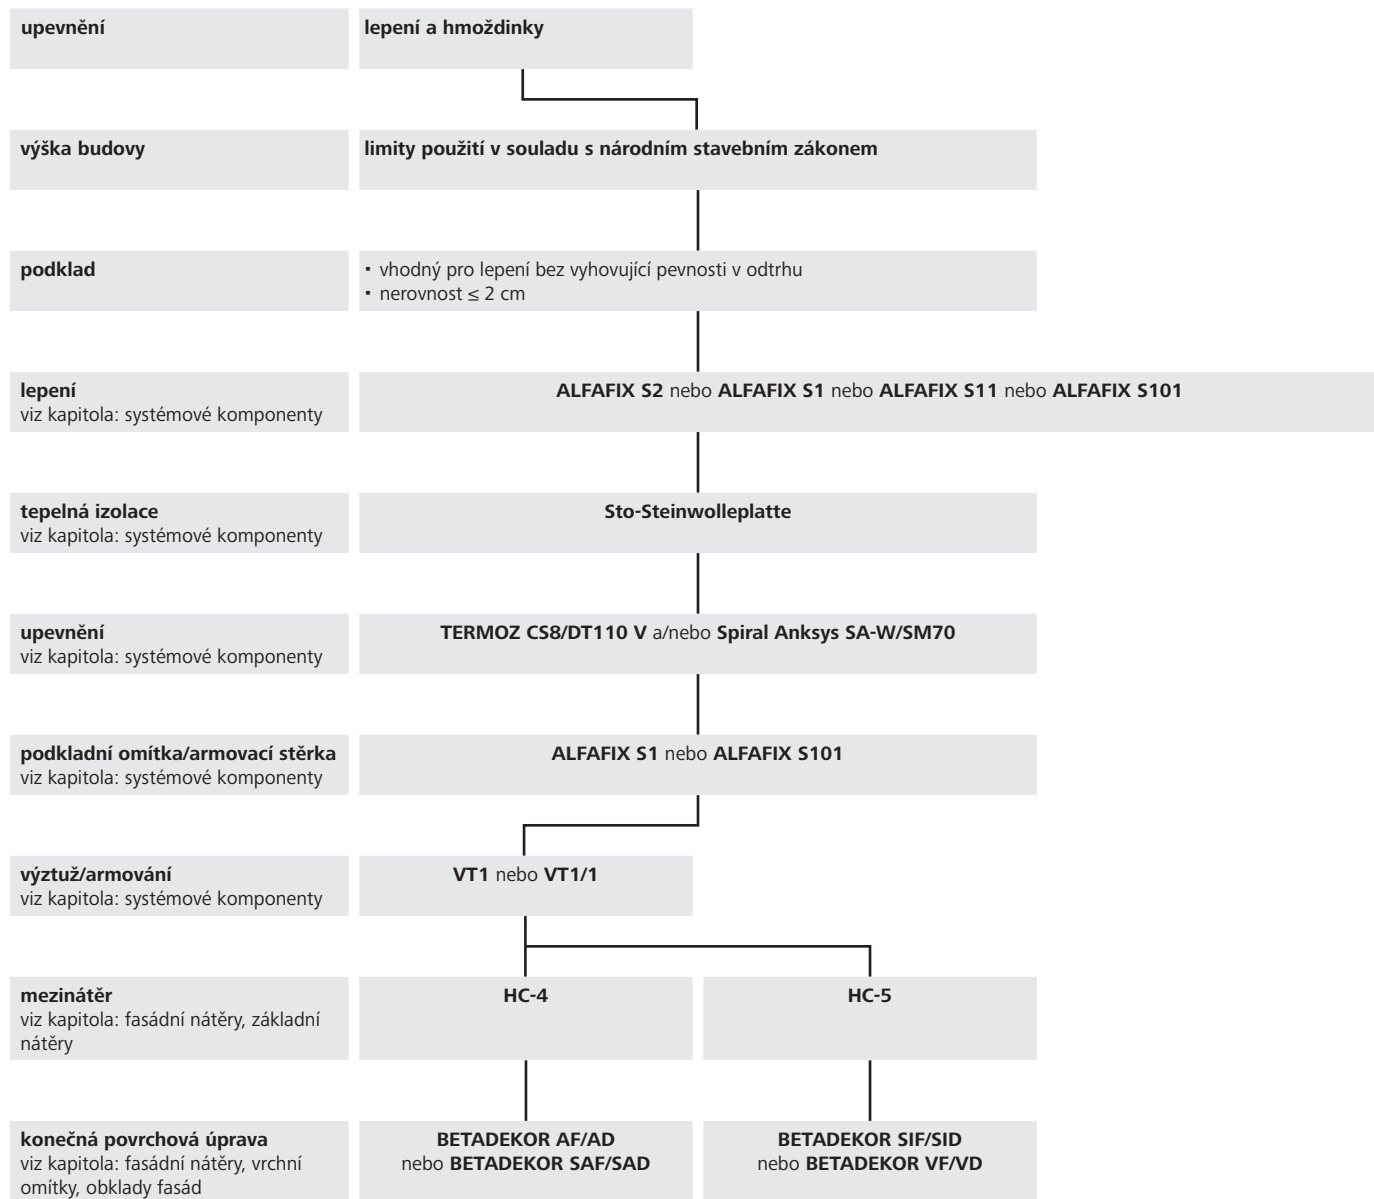 upevnění
lepení a hmoždinky
výška budovy
limity použití v souladu s národním stavebním zákonem
podklad
▪ vhodný pro lepení bez vyhovující pevnosti v odtrhu
▪ nerovnost ≤ 2 cm
lepení
viz kapitola: systémové komponenty
ALFAFIX S2 nebo ALFAFIX S1 nebo ALFAFIX S11 nebo ALFAFIX S101
tepelná izolace
viz kapitola: systémové komponenty
Sto-Steinwolleplatte
upevnění
viz kapitola: systémové komponenty
TERMOZ CS8/DT110 V a/nebo Spiral Anksys SA-W/SM70
podkladní omítka/armovací stěrka
viz kapitola: systémové komponenty
ALFAFIX S1 nebo ALFAFIX S101
výztuž/armování
viz kapitola: systémové komponenty
VT1 nebo VT1/1
mezinátěr
viz kapitola: fasádní nátěry, základní
nátěry
HC-4
HC-5
konečná povrchová úprava
viz kapitola: fasádní nátěry, vrchní
omítky, obklady fasád
BETADEKOR AF/AD
nebo BETADEKOR SAF/SAD
BETADEKOR SIF/SID
nebo BETADEKOR VF/VD